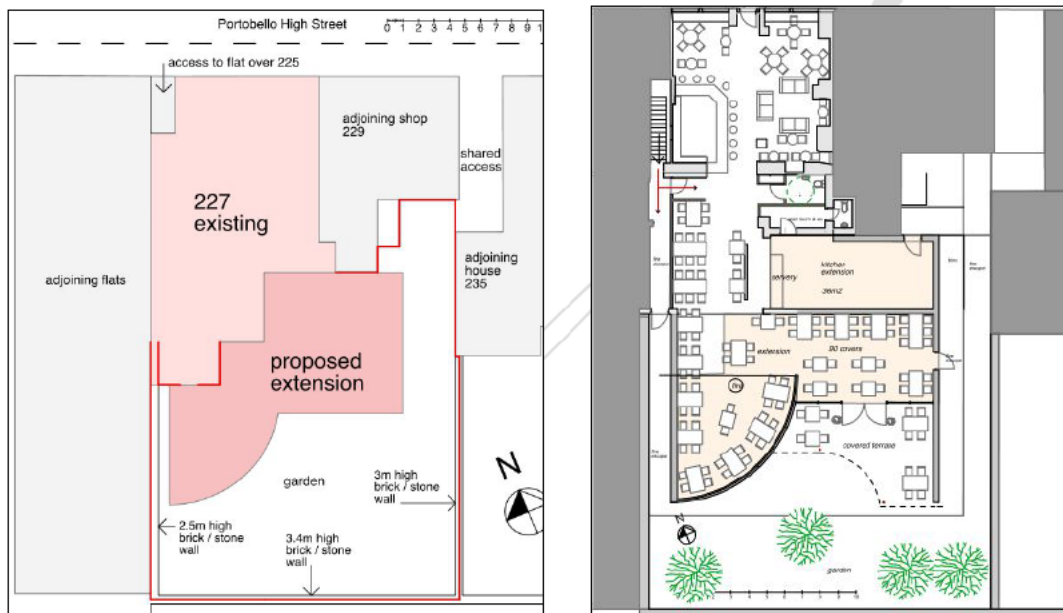 Portobello High Street
0 1 2 3 4 5 6 7 8 9 1
access to flat over 225
adjoining shop
229
shared
access
227
existing
adjoining
house
235
adjoining flats
proposed
extension
N
garden
3m high
brick / stone
wall
2.5m high
brick / stone
wall
3.4m high
brick / stone
wall
servery
kitchen
extension
36m2
extension
90 covers
covered terrace
N
garden